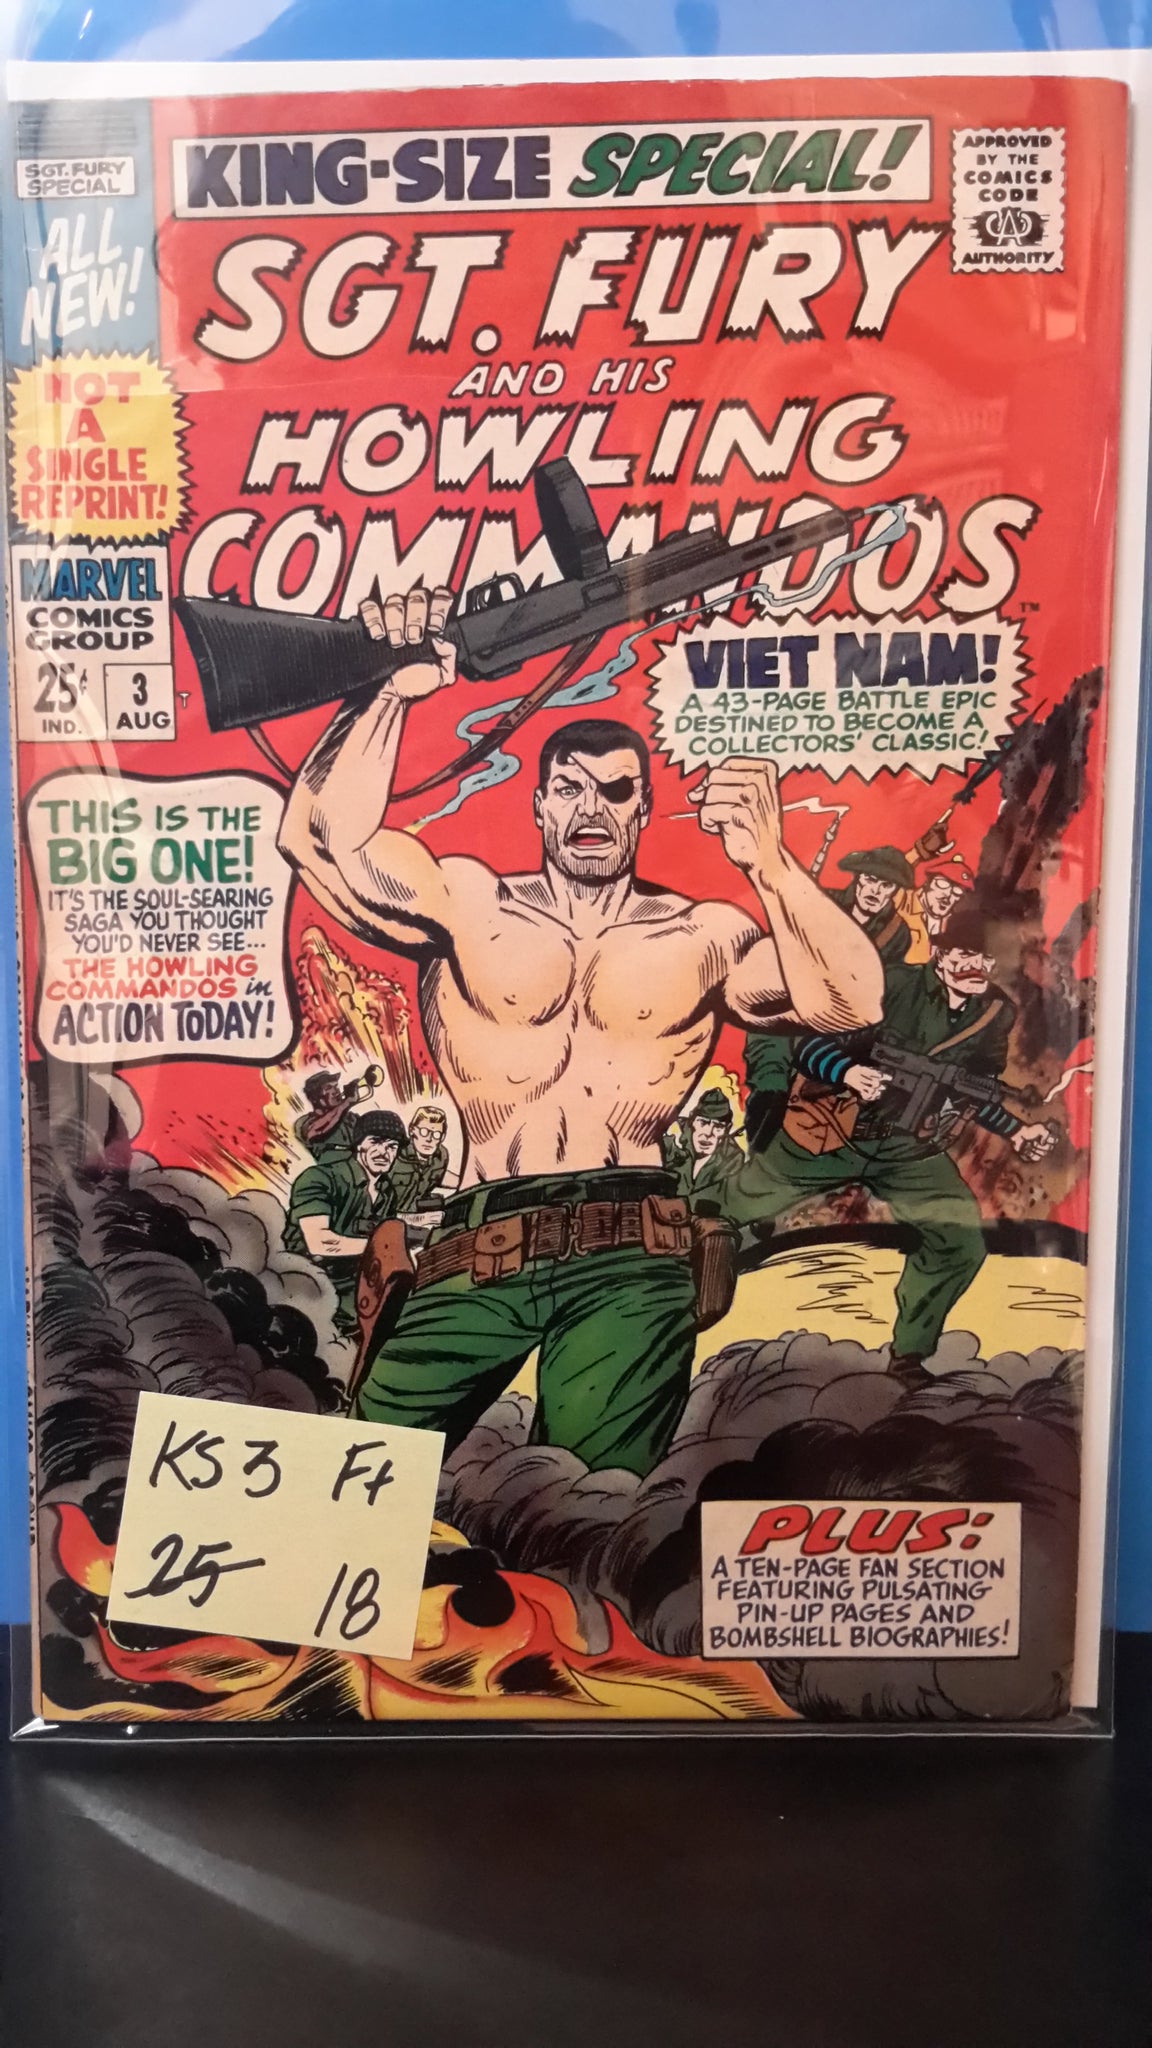 SGT. FURY
SPECIAL
ALL
NEW!
NOT
A
SINGLE
REPRINT!
MARVEL
COMICS
GROUP
25¢
IND.
3
AUG
KING-SIZE SPECIAL!
APPROVED
BY THE
COMICS
CODE
CA
AUTHORITY
SGT. FURY
AND HIS
HOWLING
COMMANDOS
TM
VIET NAM!
A 43-PAGE BATTLE EPIC
DESTINED TO BECOME A
COLLECTORS' CLASSIC!
THIS IS THE
BIG ONE!
IT'S THE SOUL-SEARING
SAGA YOU THOUGHT
YOU'D NEVER SEE...
THE HOWLING
COMMANDOS in
ACTION TODAY!
KS 3 F+
25 18
PLUS:
A TEN-PAGE FAN SECTION
FEATURING PULSATING
PIN-UP PAGES AND
BOMBSHELL BIOGRAPHIES!